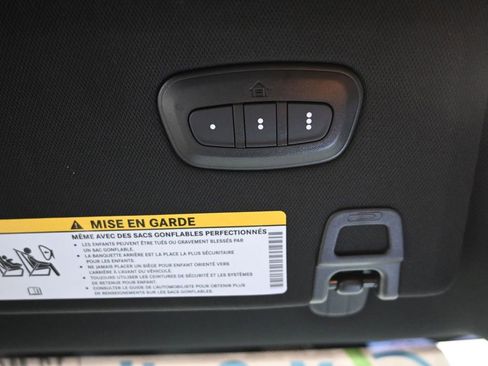 MISE EN GARDE
MÊME AVEC DES SACS GONFLABLES PERFECTIONNÉS
• LES ENFANTS PEUVENT ÊTRE TUÉS OU GRAVEMENT BLESSÉS PAR
UN SAC GONFLABLE.
• LA BANQUETTE ARRIÈRE EST LA PLACE LA PLUS SÉCURITAIRE
POUR LES ENFANTS.
• NE JAMAIS PLACER UN SIÈGE POUR ENFANT ORIENTÉ VERS
L'ARRIÈRE À L'AVANT DU VÉHICULE.
• TOUJOURS UTILISER LES CEINTURES DE SÉCURITÉ ET LES SYSTÈMES
DE RETENUE POUR ENFANT.
• CONSULTER LE GUIDE DE L'AUTOMOBILISTE POUR OBTENIR PLUS
DE RENSEIGNEMENTS SUR LES SACS GONFLABLES.